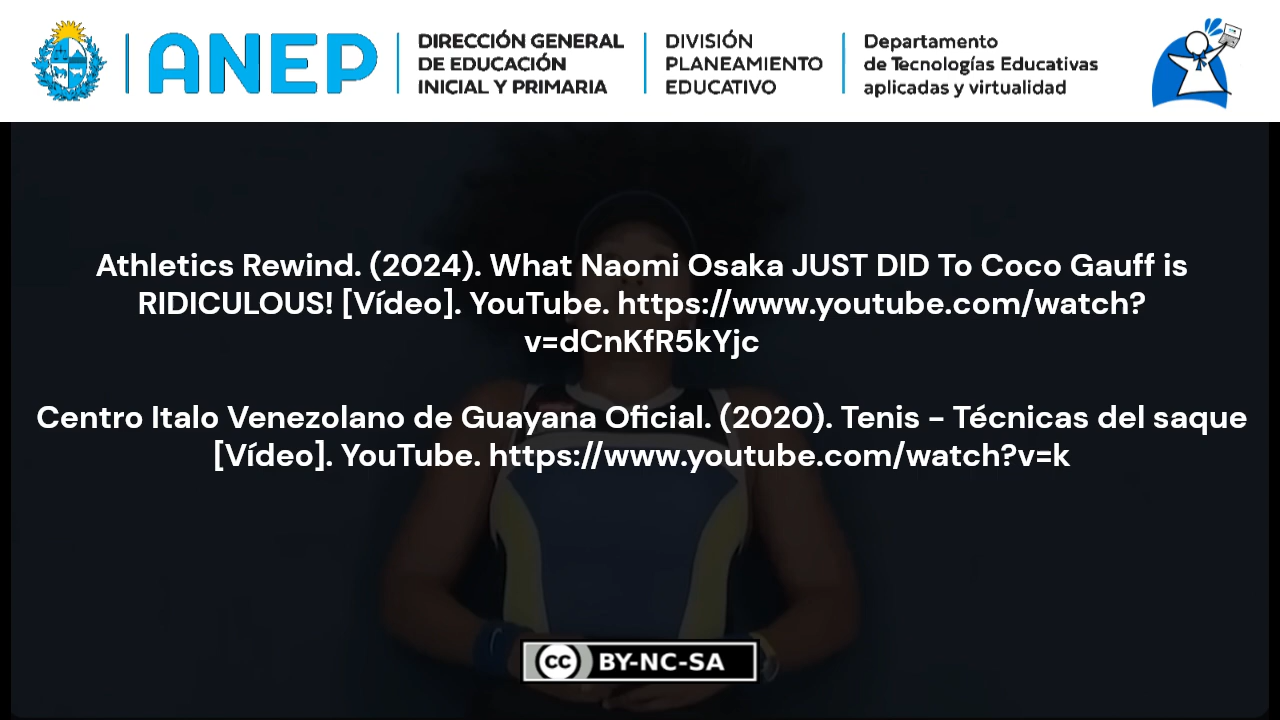 ANEP
DIRECCIÓN GENERAL
DE EDUCACIÓN
INICIAL Y PRIMARIA
DIVISIÓN
PLANEAMIENTO
EDUCATIVO
Departamento
de Tecnologías Educativas
aplicadas y virtualidad
Athletics Rewind. (2024). What Naomi Osaka JUST DID To Coco Gauff is
RIDICULOUS! [Vídeo]. YouTube. https://www.youtube.com/watch?
v=dCnKfR5kYjc
Centro Italo Venezolano de Guayana Oficial. (2020). Tenis - Técnicas del saque
[Vídeo]. YouTube. https://www.youtube.com/watch?v=k
cc BY-NC-SA